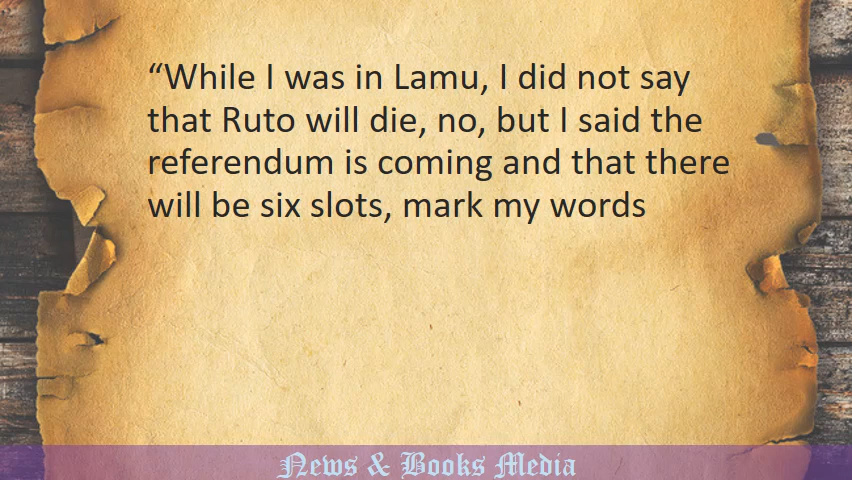 “While I was in Lamu, I did not say
that Ruto will die, no, but I said the
referendum is coming and that there
will be six slots, mark my words
News & Books Media